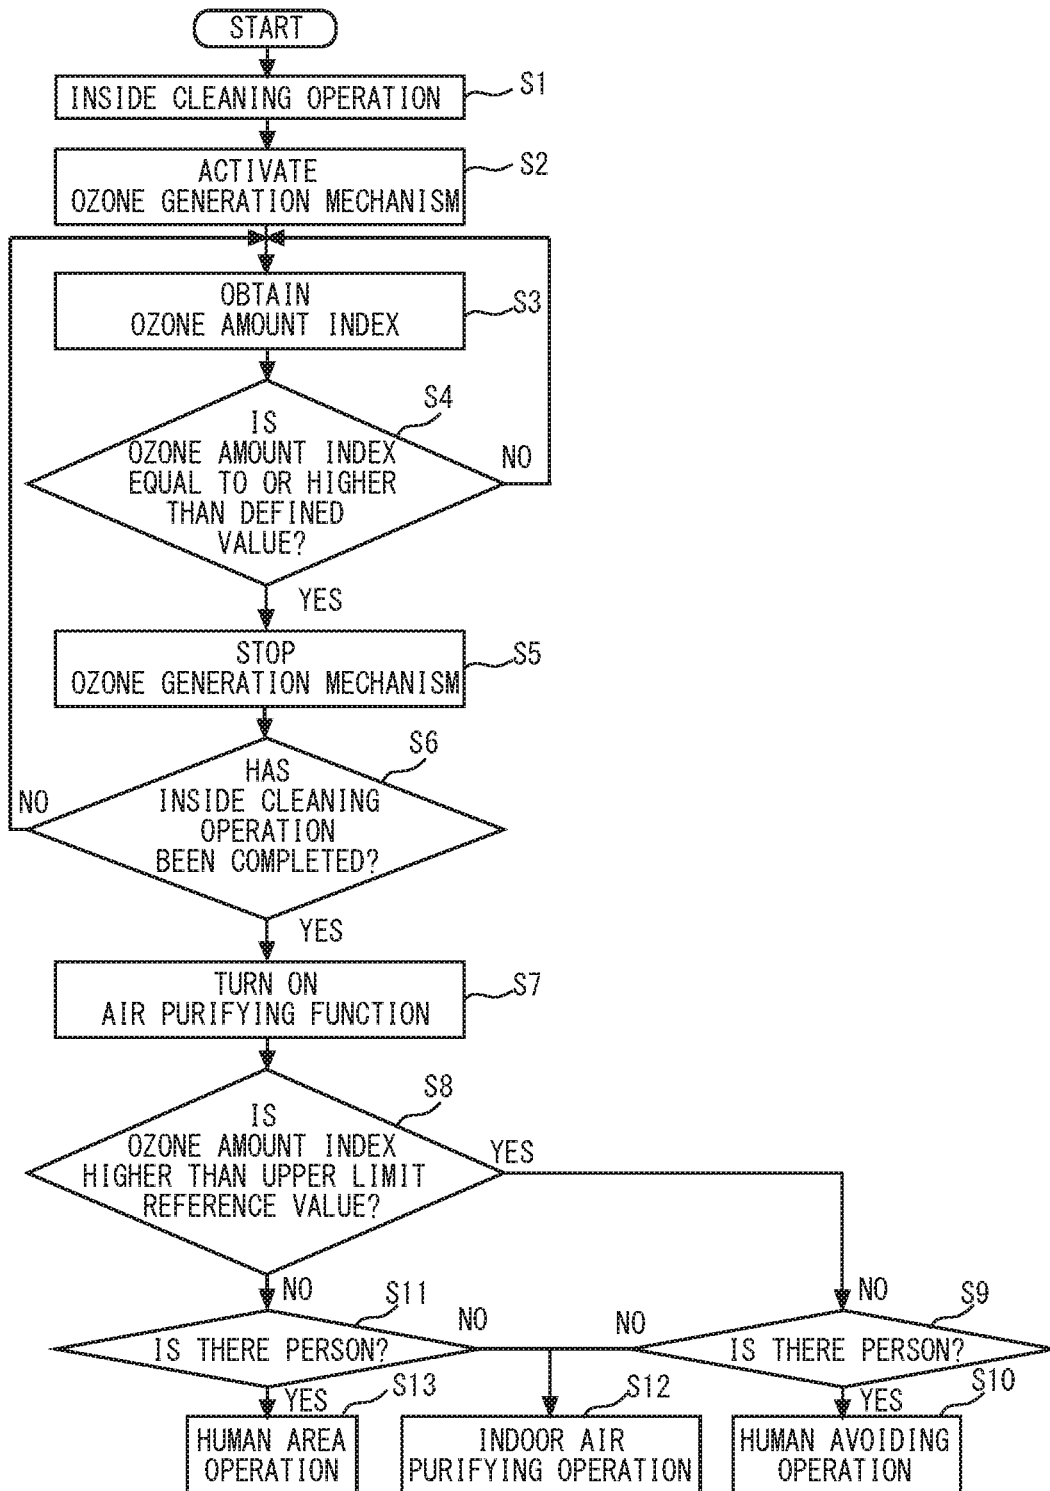 START
INSIDE CLEANING OPERATION
S1
ACTIVATE
OZONE GENERATION MECHANISM
S2
OBTAIN
OZONE AMOUNT INDEX
S3
IS
OZONE AMOUNT INDEX
EQUAL TO OR HIGHER
THAN DEFINED
VALUE?
S4
NO
YES
STOP
OZONE GENERATION MECHANISM
S5
HAS
INSIDE CLEANING
OPERATION
BEEN COMPLETED?
S6
NO
YES
TURN ON
AIR PURIFYING FUNCTION
S7
IS
OZONE AMOUNT INDEX
HIGHER THAN UPPER LIMIT
REFERENCE VALUE?
S8
YES
NO
NO
IS THERE PERSON?
S11
NO
NO
IS THERE PERSON?
S9
YES
YES
HUMAN AREA
OPERATION
S13
INDOOR AIR
PURIFYING OPERATION
S12
HUMAN AVOIDING
OPERATION
S10